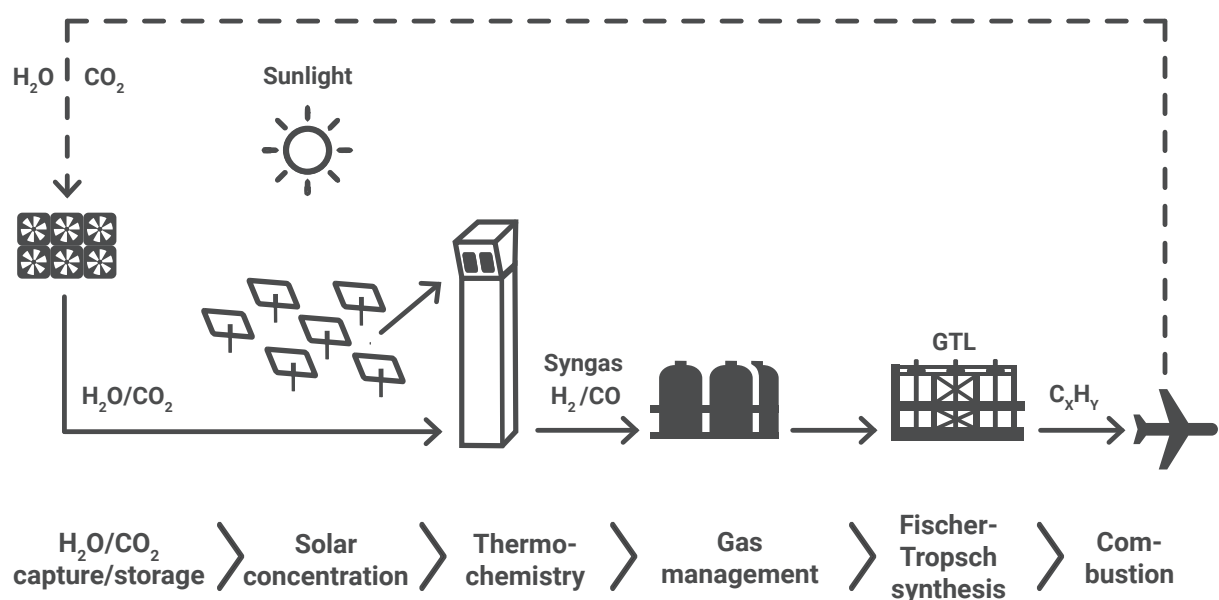 H₂O CO₂
Sunlight
GTL
Syngas
H₂/CO
H₂O/CO₂
CₓHᵧ
H₂O/CO₂
capture/storage
Solar
concentration
Thermo-
chemistry
Gas
management
Fischer-
Tropsch
synthesis
Com-
bustion